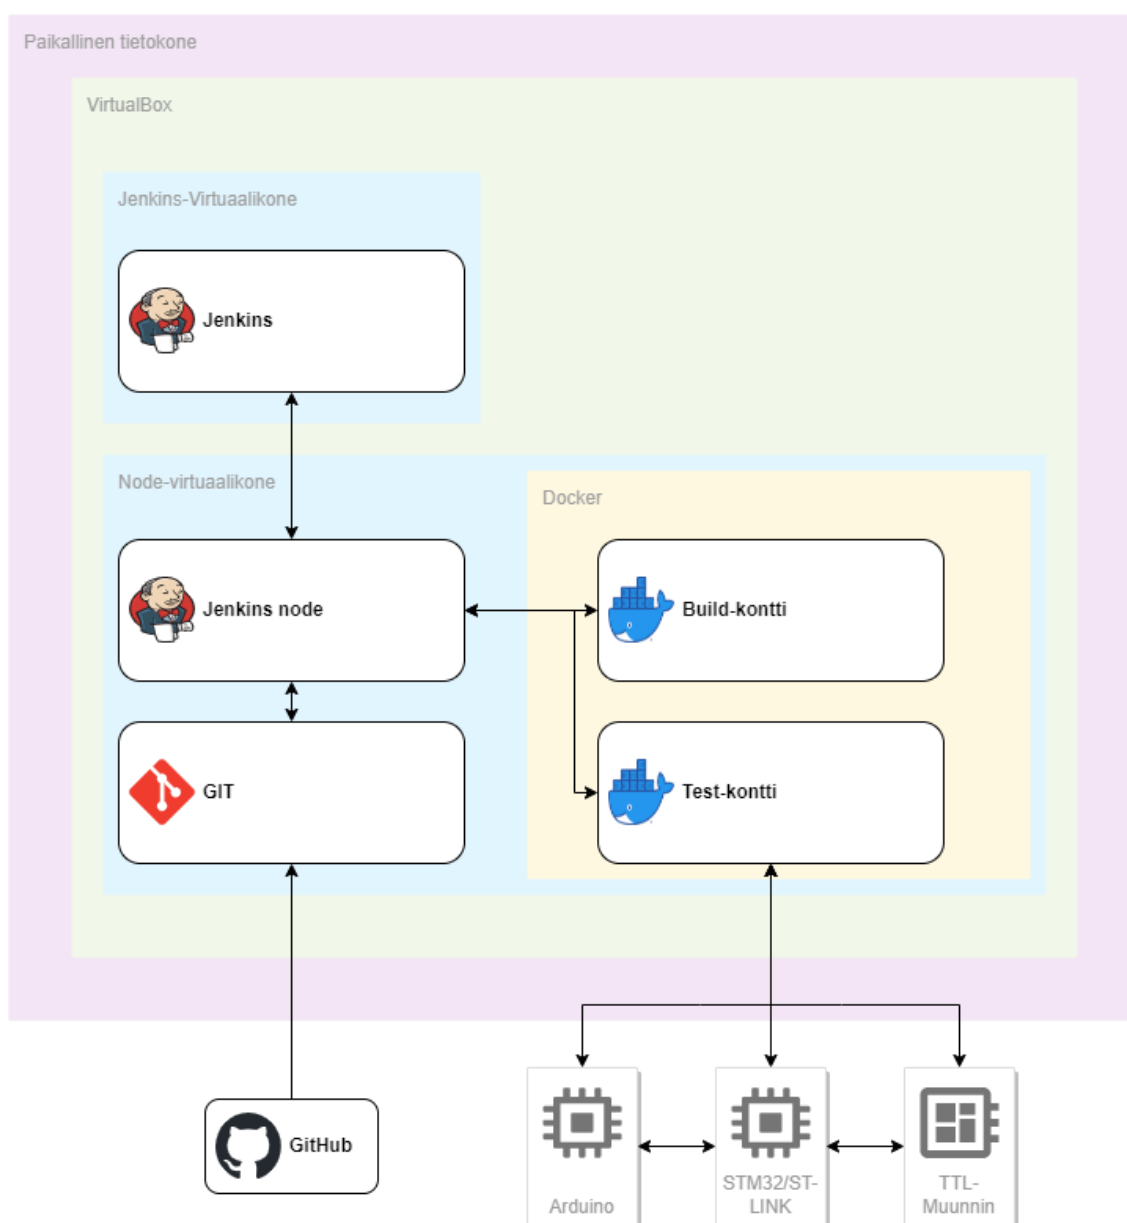 Paikallinen tietokone
VirtualBox
Jenkins-Virtuaalikone
Jenkins
Node-virtuaalikone
Docker
Jenkins node
Build-kontti
GIT
Test-kontti
GitHub
Arduino
STM32/ST-
LINK
TTL-
Muunnin